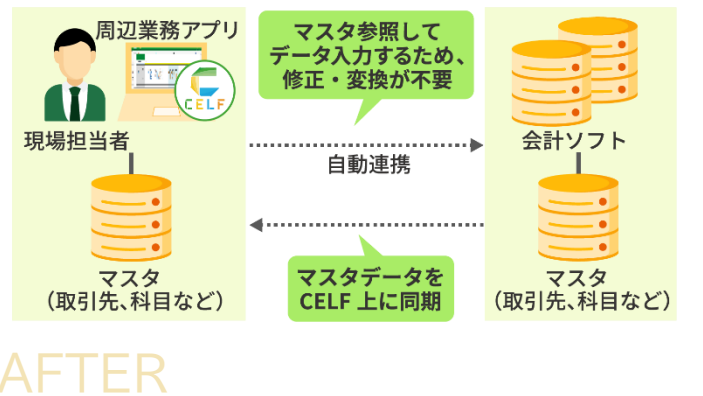 周辺業務アプリ
CELF
現場担当者
マスタ
（取引先、科目など）
マスタ参照して
データ入力するため、
修正・変換が不要
自動連携
マスタデータを
CELF 上に同期
会計ソフト
マスタ
（取引先、科目など）
AFTER